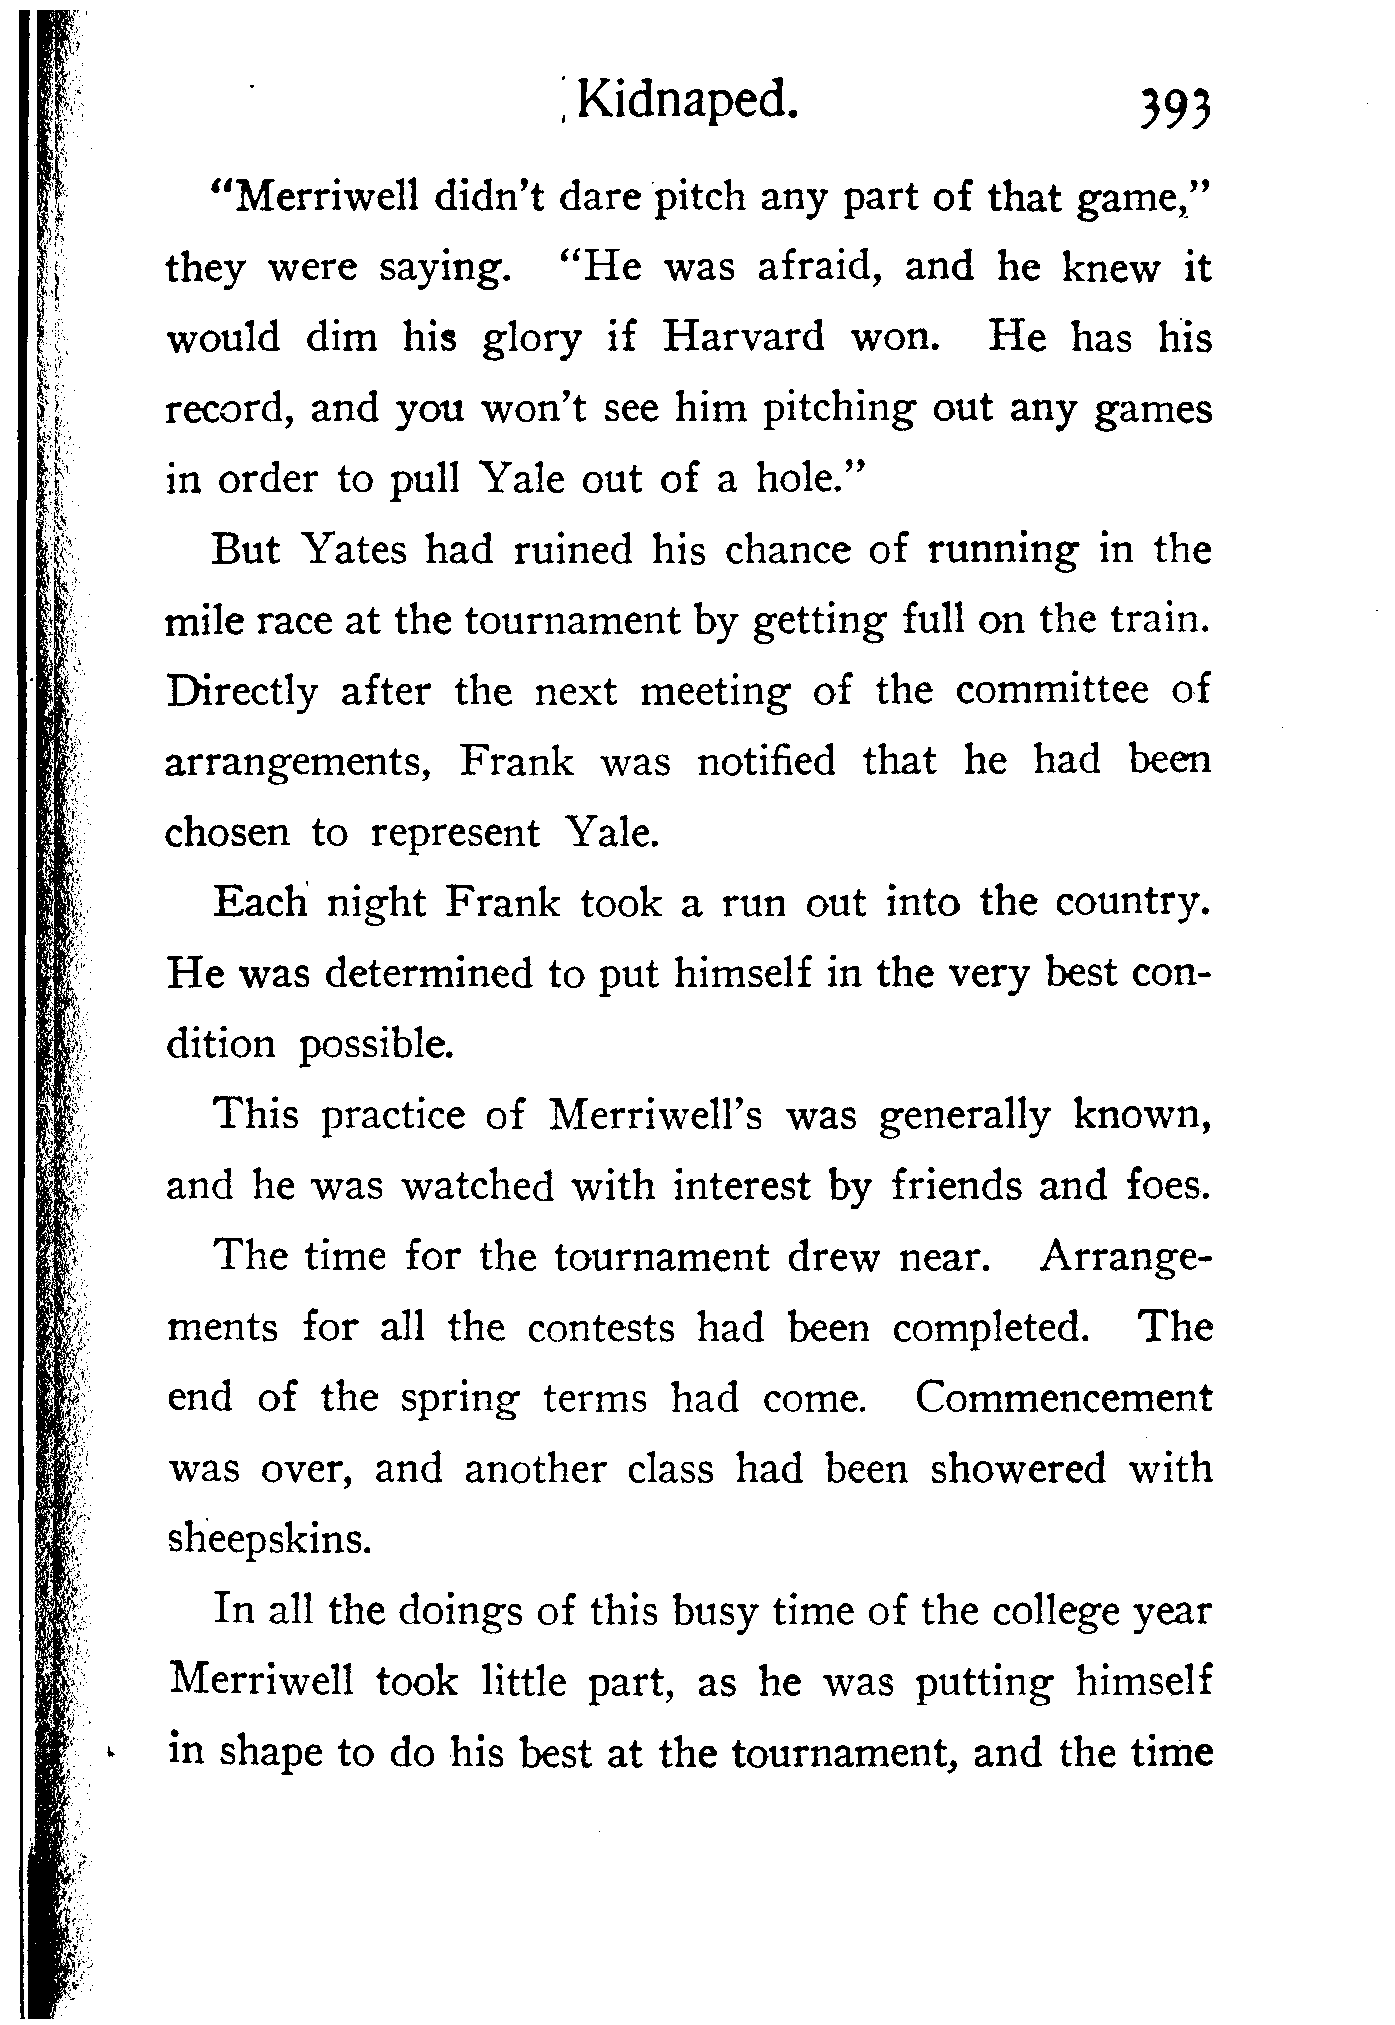 Kidnaped. 393
“Merriwell didn’t dare pitch any part of that game,”
they were saying. “He was afraid, and he knew it
would dim his glory if Harvard won. He has his
record, and you won’t see him pitching out any games
in order to pull Yale out of a hole.”
But Yates had ruined his chance of running in the
mile race at the tournament by getting full on the train.
Directly after the next meeting of the committee of
arrangements, Frank was notified that he had been
chosen to represent Yale.
Each night Frank took a run out into the country.
He was determined to put himself in the very best con-
dition possible.
This practice of Merriwell’s was generally known,
and he was watched with interest by friends and foes.
The time for the tournament drew near. Arrange-
ments for all the contests had been completed. The
end of the spring terms had come. Commencement
was over, and another class had been showered with
sheepskins.
In all the doings of this busy time of the college year
Merriwell took little part, as he was putting himself
in shape to do his best at the tournament, and the time